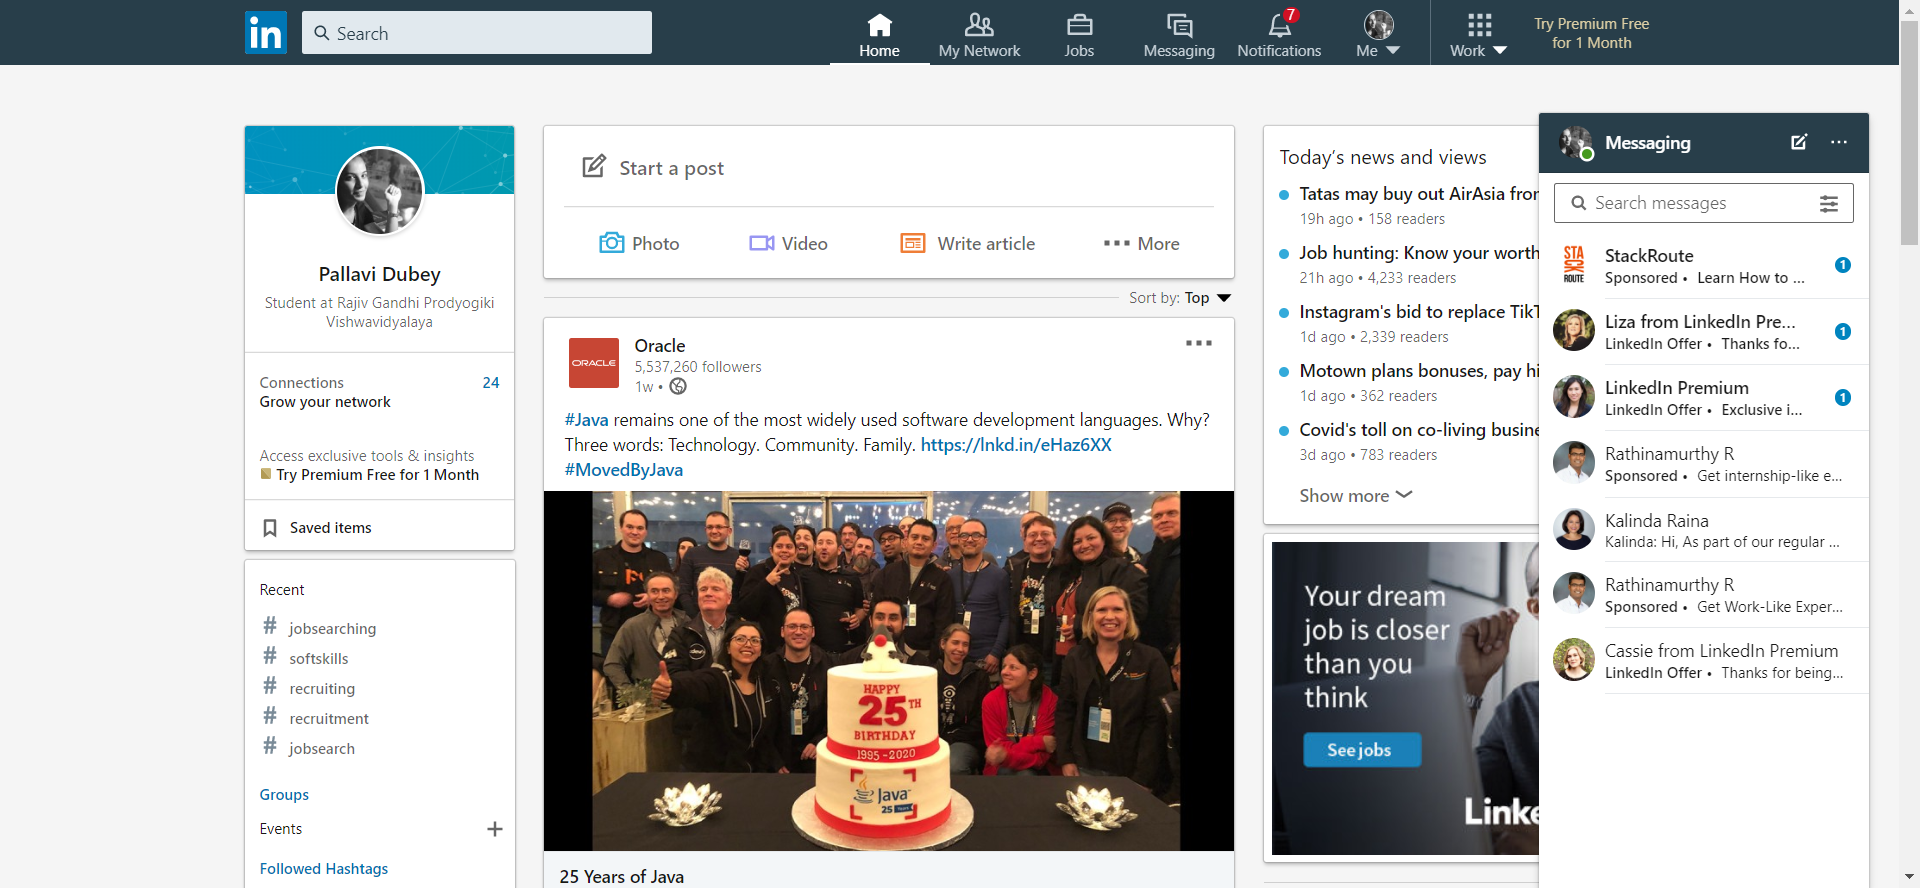 in
Search
Home
My Network
Jobs
Messaging
7
Notifications
Me
Work
Try Premium Free
for 1 Month
Pallavi Dubey
Student at Rajiv Gandhi Prodyogiki
Vishwavidyalaya
Connections 24
Grow your network
Access exclusive tools & insights
Try Premium Free for 1 Month
Saved items
Recent
# jobsearching
# softskills
# recruiting
# recruitment
# jobsearch
Groups
Events +
Followed Hashtags
Start a post
Photo
Video
Write article
More
Sort by: Top
ORACLE
Oracle
5,537,260 followers
1w •
#Java remains one of the most widely used software development languages. Why?
Three words: Technology. Community. Family. https://lnkd.in/eHaz6XX
#MovedByJava
HAPPY
25TH
BIRTHDAY
1995 - 2020
Java
25 Years
25 Years of Java
Today's news and views
Tatas may buy out AirAsia fro
19h ago • 158 readers
Job hunting: Know your worth
21h ago • 4,233 readers
Instagram's bid to replace TikT
1d ago • 2,339 readers
Motown plans bonuses, pay hi
1d ago • 362 readers
Covid's toll on co-living busine
3d ago • 783 readers
Show more
Your dream
job is closer
than you
think
See jobs
Linke
Messaging
Search messages
STACKROUTE
StackRoute
1
Sponsored • Learn How to ...
Liza from LinkedIn Pre...
1
LinkedIn Offer • Thanks fo...
LinkedIn Premium
1
LinkedIn Offer • Exclusive i...
Rathinamurthy R
Sponsored • Get internship-like e...
Kalinda Raina
Kalinda: Hi, As part of our regular ...
Rathinamurthy R
Sponsored • Get Work-Like Exper...
Cassie from LinkedIn Premium
LinkedIn Offer • Thanks for being...